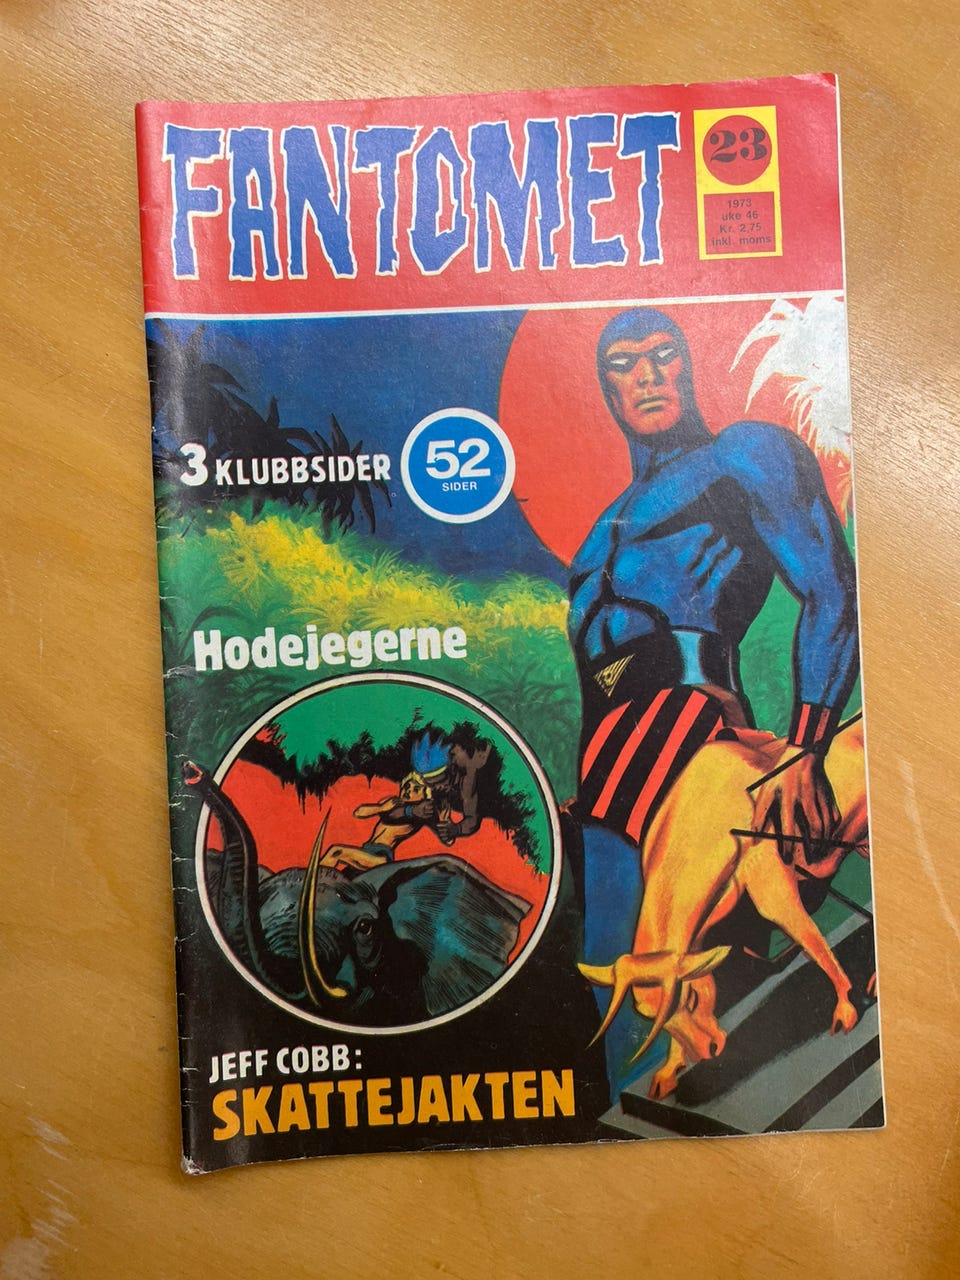 FANTOMET
23
1973
uke 46
Kr. 2,75
inkl. moms
3 KLUBBSIDER
52
SIDER
Hodejegerne
JEFF COBB:
SKATTEJAKTEN